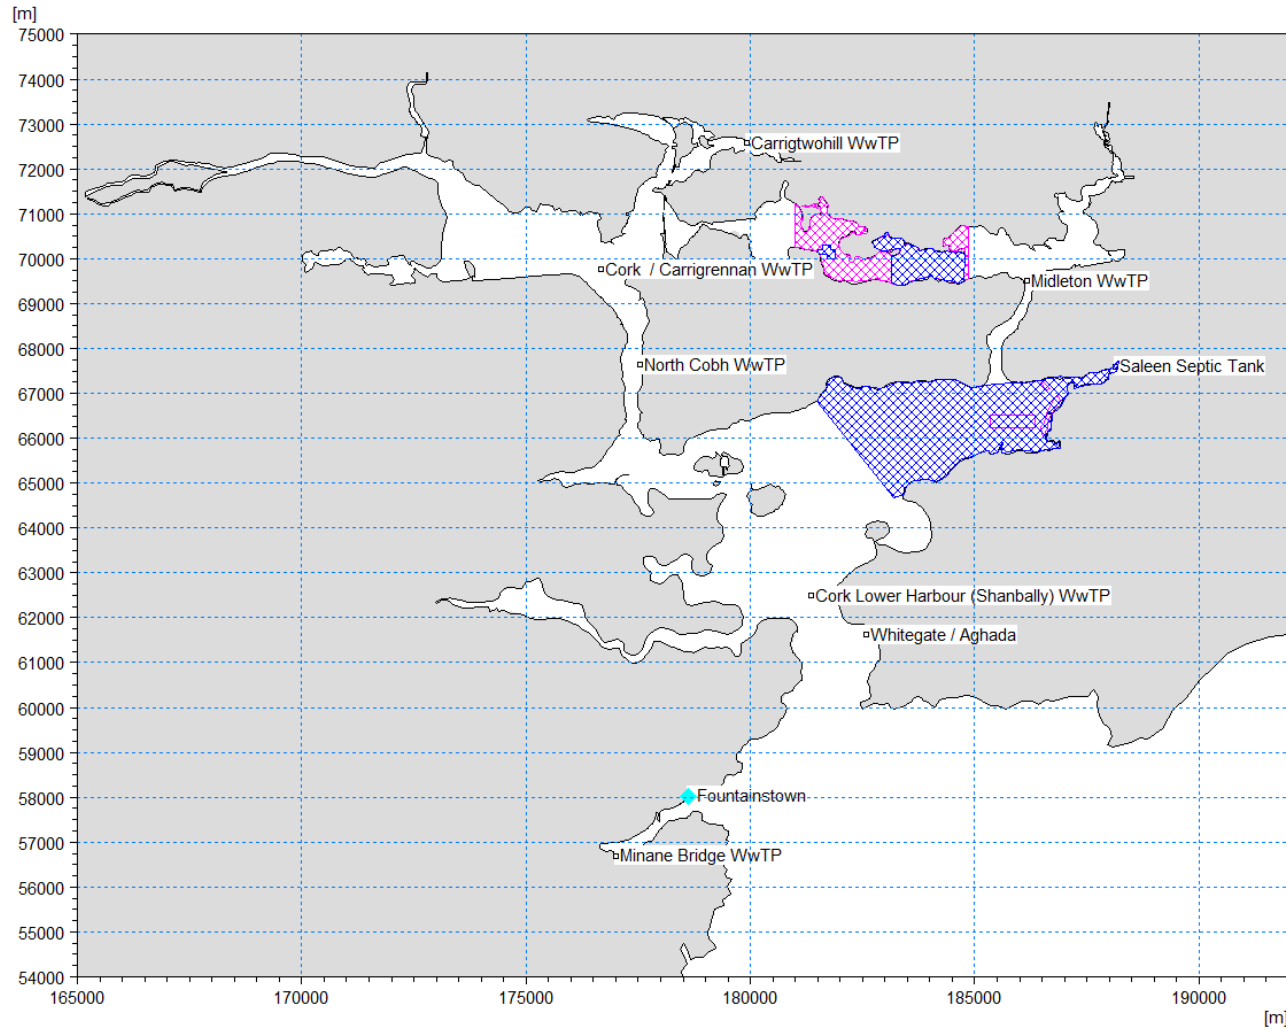 [m]
75000
74000
73000
Carrigtwohill WwTP
72000
71000
70000
Cork / Carrigrennan WwTP
Midleton WwTP
69000
68000
North Cobh WwTP
Saleen Septic Tank
67000
66000
65000
64000
63000
Cork Lower Harbour (Shanbally) WwTP
62000
Whitegate / Aghada
61000
60000
59000
58000
Fountainstown
57000
Minane Bridge WwTP
56000
55000
54000
165000 170000 175000 180000 185000 190000
[m]